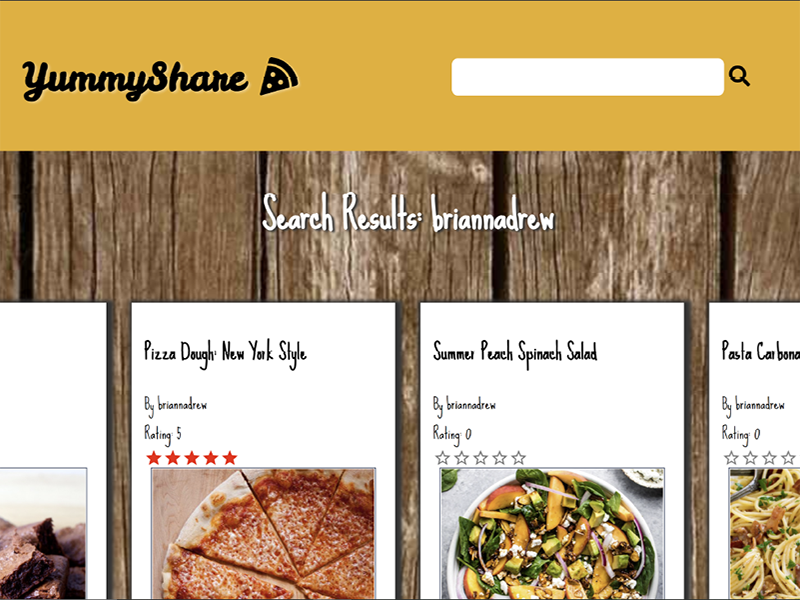 YummyShare
Search Results: briannadrew
Pizza Dough: New York Style
By briannadrew
Rating: 5
Summer Peach Spinach Salad
By briannadrew
Rating: 0
Pasta Carbona
By briannadrew
Rating: 0